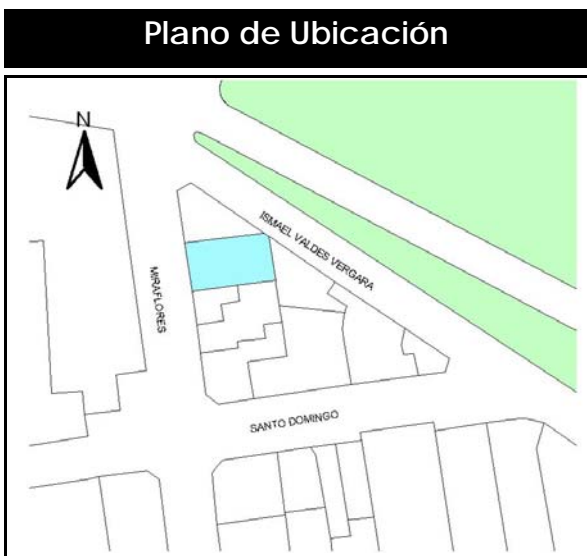 Plano de Ubicación
N
ISMAEL VALDES VERGARA
MIRAFLORES
SANTO DOMINGO